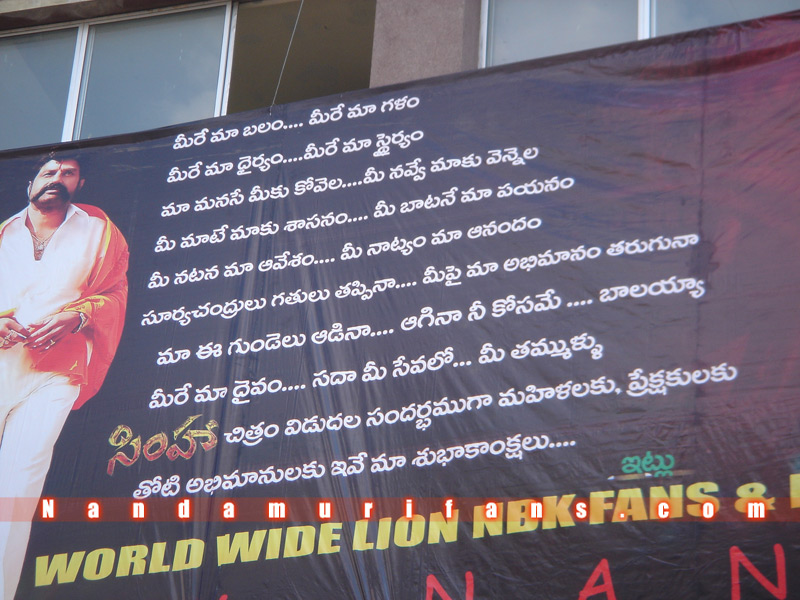 మీరే మా బలం.... మీరే మా గళం
మీరే మా ధైర్యం....మీరే మా స్థైర్యం
మా మనసే మీకు కోవెల....మీ నవ్వే మాకు వెన్నెల
మీ మాటే మాకు శాసనం.... మీ బాటనే మా పయనం
మీ నటన మా ఆవేశం.... మీ నాట్యం మా ఆనందం
సూర్యచంద్రులు గతులు తప్పినా.... మీపై మా అభిమానం తరుగునా
మా ఈ గుండెలు ఆడినా.... ఆగినా నీ కోసమే .... బాలయ్యా
మీరే మా దైవం.... సదా మీ సేవలో... మీ తమ్ముళ్ళు
సింహా చిత్రం విడుదల సందర్భముగా మహిళలకు, ప్రేక్షకులకు
తోటి అభిమానులకు ఇవే మా శుభాకాంక్షలు....
ఇట్లు
Nandamurifans.com
WORLD WIDE LION NBK FANS &
N A N